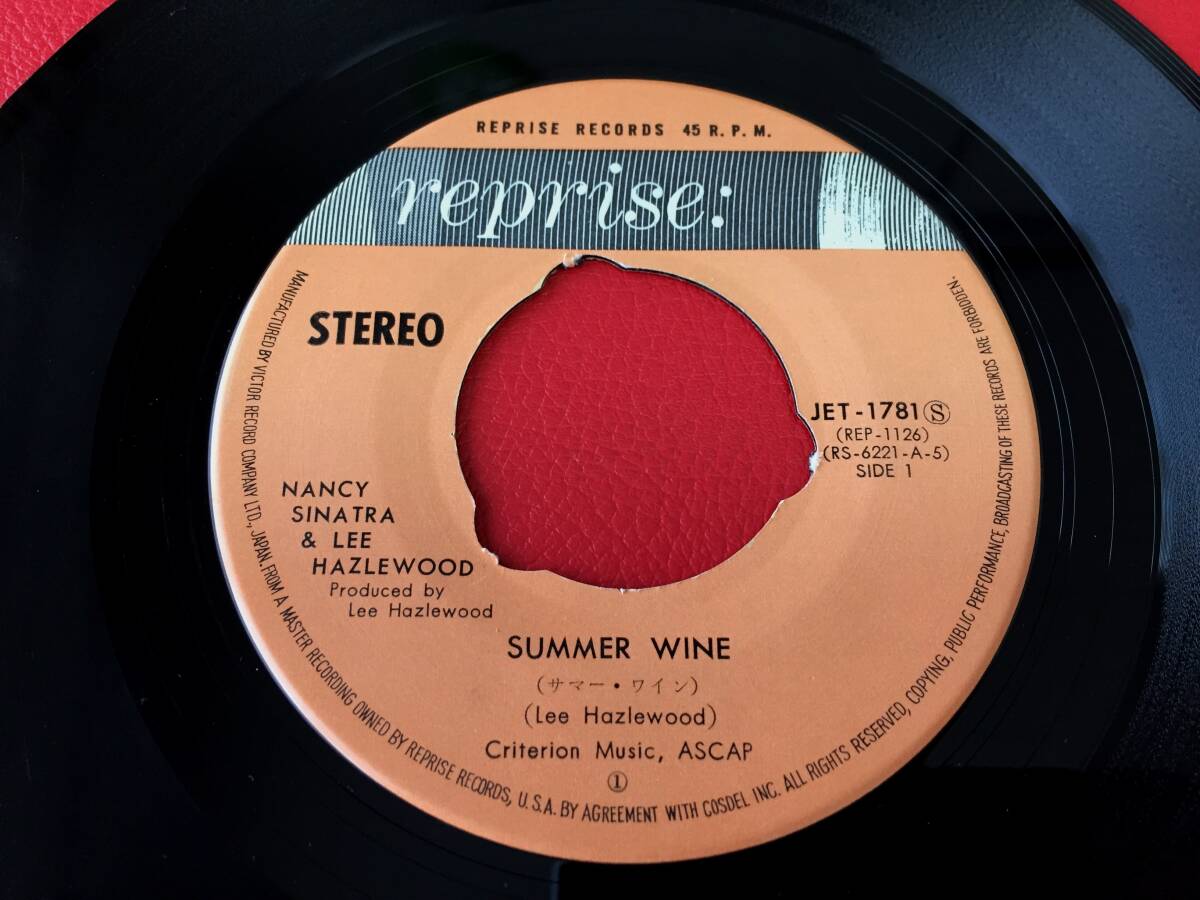 REPRISE RECORDS 45 R.P.M.
reprise:
STEREO
JET-1781 Ⓢ
(REP-1126)
(RS-6221-A-5)
SIDE 1
NANCY
SINATRA
& LEE
HAZLEWOOD
Produced by
Lee Hazlewood
SUMMER WINE
(サマー・ワイン)
(Lee Hazlewood)
Criterion Music, ASCAP
①
MANUFACTURED BY VICTOR RECORD COMPANY LTD., JAPAN. FROM A MASTER RECORDING OWNED BY REPRISE RECORDS, U.S.A. BY AGREEMENT WITH COSDEL INC. ALL RIGHTS RESERVED, COPYING, PUBLIC PERFORMANCE, BROADCASTING OF THESE RECORDS ARE FORBIDDEN.